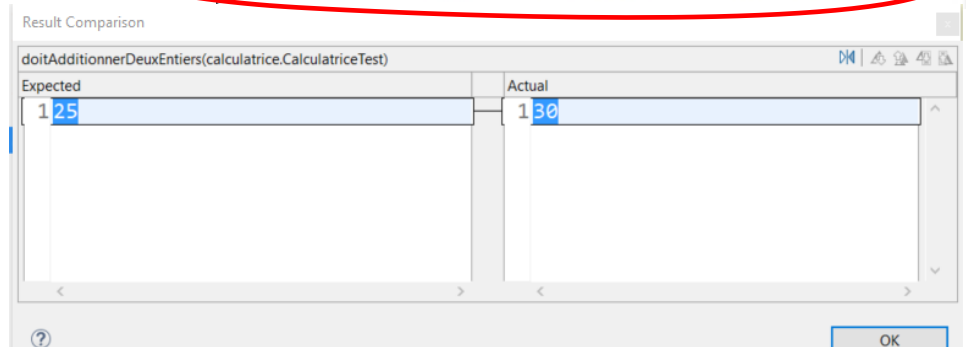 Result Comparison
doitAdditionnerDeuxEntiers(calculatrice.CalculatriceTest)
Expected Actual
1 25 1 30
OK